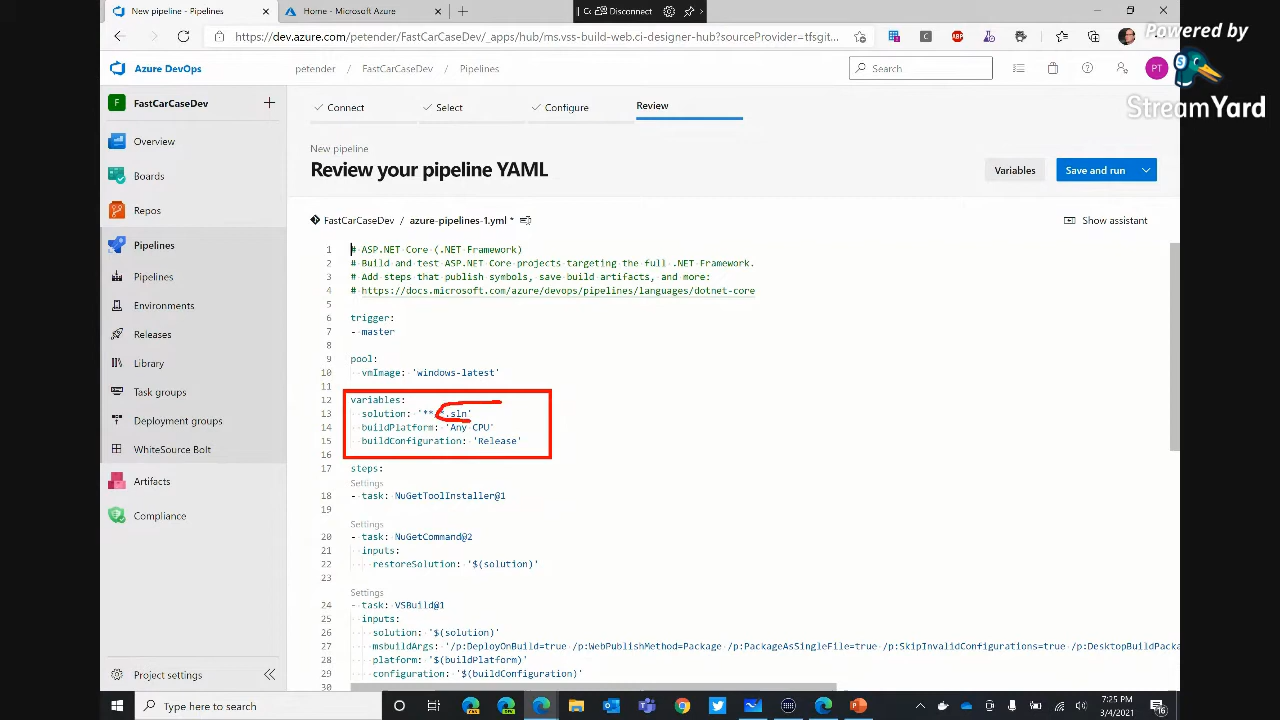 New pipeline - Pipelines
Home - Microsoft Azure
Disconnect
https://dev.azure.com/petender/FastCarCaseDev/_apps/hub/ms.vss-build-web.ci-designer-hub?sourceProvider=tfsgit...
Powered by
StreamYard
Azure DevOps
petender / FastCarCaseDev / Pipelines
Search
PT
F FastCarCaseDev
Overview
Boards
Repos
Pipelines
Pipelines
Environments
Releases
Library
Task groups
Deployment groups
WhiteSource Bolt
Artifacts
Compliance
Project settings
Connect
Select
Configure
Review
New pipeline
Review your pipeline YAML
Variables
Save and run
FastCarCaseDev / azure-pipelines-1.yml *
Show assistant
1 # ASP.NET Core (.NET Framework)
2 # Build and test ASP.NET Core projects targeting the full .NET Framework.
3 # Add steps that publish symbols, save build artifacts, and more:
4 # https://docs.microsoft.com/azure/devops/pipelines/languages/dotnet-core
5
6 trigger:
7 - master
8
9 pool:
10 vmImage: 'windows-latest'
11
12 variables:
13 solution: '** .sln'
14 buildPlatform: 'Any CPU'
15 buildConfiguration: 'Release'
16
17 steps:
Settings
18 - task: NuGetToolInstaller@1
19
Settings
20 - task: NuGetCommand@2
21 inputs:
22 restoreSolution: '$(solution)'
23
Settings
24 - task: VSBuild@1
25 inputs:
26 solution: '$(solution)'
27 msbuildArgs: '/p:DeployOnBuild=true /p:WebPublishMethod=Package /p:PackageAsSingleFile=true /p:SkipInvalidConfigurations=true /p:DesktopBuildPacka
28 platform: '$(buildPlatform)'
29 configuration: '$(buildConfiguration)'
30
Type here to search
7:25 PM
3/4/2021